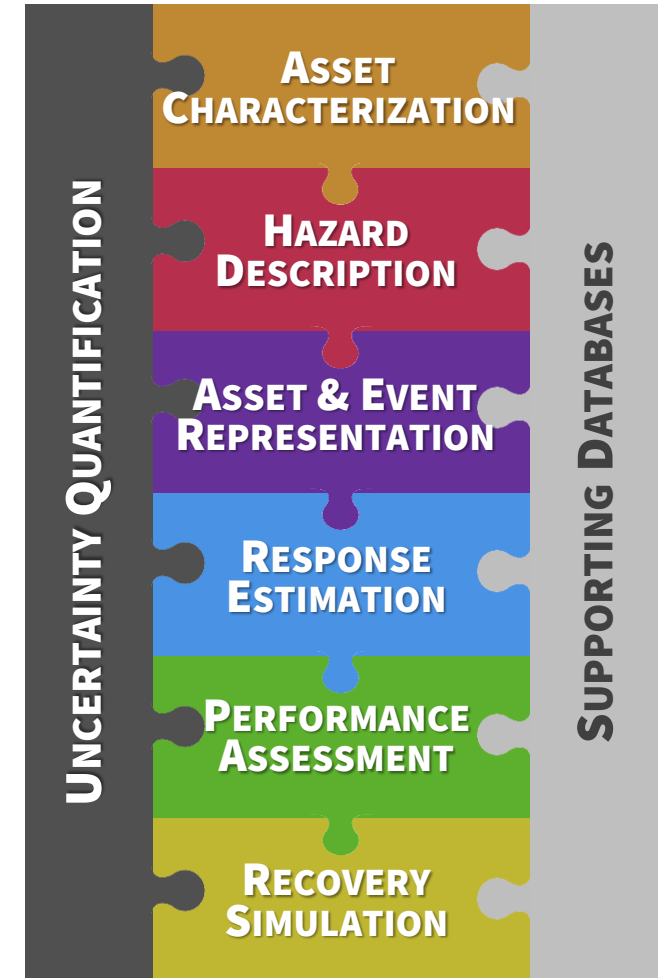 UNCERTAINTY QUANTIFICATION
ASSET
CHARACTERIZATION
HAZARD
DESCRIPTION
ASSET & EVENT
REPRESENTATION
RESPONSE
ESTIMATION
PERFORMANCE
ASSESSMENT
RECOVERY
SIMULATION
SUPPORTING DATABASES